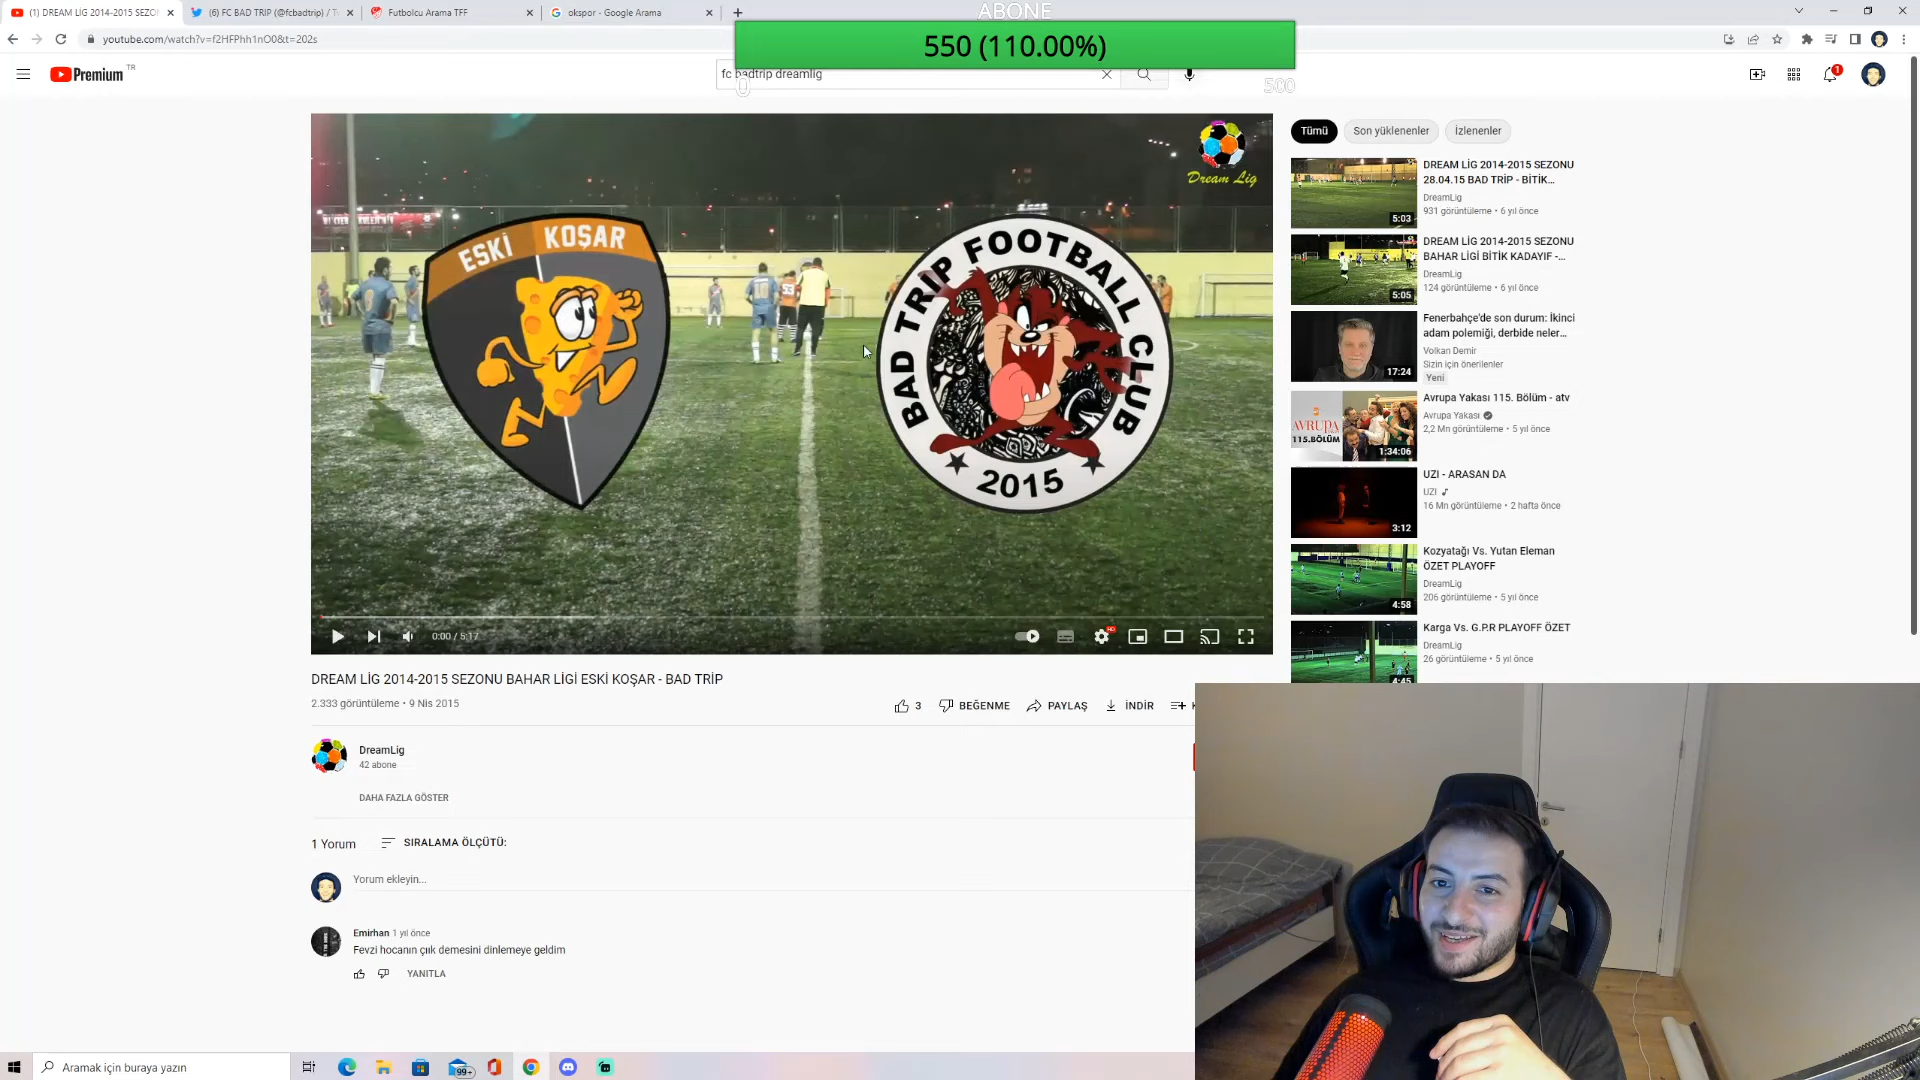 (1) DREAM LİG 2014-2015 SEZO
(6) FC BAD TRIP (@fcbadtrip) / T
Futbolcu Arama TFF
okspor - Google Arama
youtube.com/watch?v=f2HFPhh1nO0&t=202s
ABONE
550 (110.00%)
0
500
Premium TR
fc badtrip dreamlig
1
Dream Lig
ESKİ KOŞAR
BAD TRIP FOOTBALL CLUB
2015
0:00 / 5:17
HD
DREAM LİG 2014-2015 SEZONU BAHAR LİGİ ESKİ KOŞAR - BAD TRİP
2.333 görüntüleme • 9 Nis 2015
3
BEĞENME
PAYLAŞ
İNDİR
K
DreamLig
42 abone
DAHA FAZLA GÖSTER
1 Yorum
SIRALAMA ÖLÇÜTÜ:
Yorum ekleyin...
Emirhan 1 yıl önce
Fevzi hocanın çıık demesini dinlemeye geldim
YANITLA
Tümü
Son yüklenenler
İzlenenler
5:03
DREAM LİG 2014-2015 SEZONU
28.04.15 BAD TRİP - BİTİK...
DreamLig
931 görüntüleme • 6 yıl önce
5:05
DREAM LİG 2014-2015 SEZONU
BAHAR LİGİ BİTİK KADAYIF -...
DreamLig
124 görüntüleme • 6 yıl önce
17:24
Fenerbahçe'de son durum: İkinci
adam polemiği, derbide neler...
Volkan Demir
Sizin için önerilenler
Yeni
AVRUPA
115.BÖLÜM
1:34:06
Avrupa Yakası 115. Bölüm - atv
Avrupa Yakası
2,2 Mn görüntüleme • 5 yıl önce
3:12
UZI - ARASAN DA
UZI
16 Mn görüntüleme • 2 hafta önce
4:58
Kozyatağı Vs. Yutan Eleman
ÖZET PLAYOFF
DreamLig
206 görüntüleme • 5 yıl önce
4:45
Karga Vs. G.P.R PLAYOFF ÖZET
DreamLig
26 görüntüleme • 5 yıl önce
Aramak için buraya yazın
99+